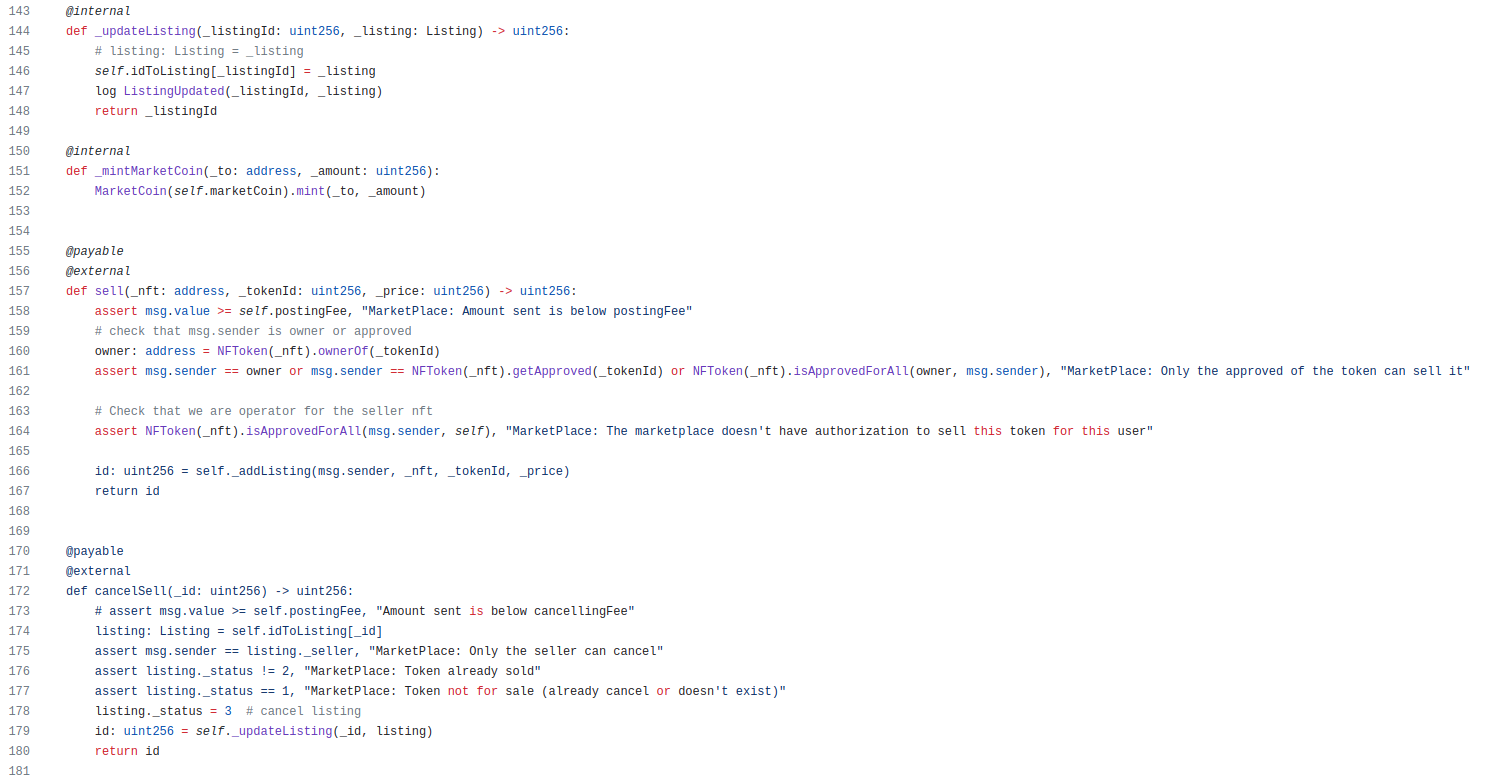 143 @internal
144 def _updateListing(_listingId: uint256, _listing: Listing) -> uint256:
145     # listing: Listing = _listing
146     self.idToListing[_listingId] = _listing
147     log ListingUpdated(_listingId, _listing)
148     return _listingId
149
150 @internal
151 def _mintMarketCoin(_to: address, _amount: uint256):
152     MarketCoin(self.marketCoin).mint(_to, _amount)
153
154
155 @payable
156 @external
157 def sell(_nft: address, _tokenId: uint256, _price: uint256) -> uint256:
158     assert msg.value >= self.postingFee, "MarketPlace: Amount sent is below postingFee"
159     # check that msg.sender is owner or approved
160     owner: address = NFToken(_nft).ownerOf(_tokenId)
161     assert msg.sender == owner or msg.sender == NFToken(_nft).getApproved(_tokenId) or NFToken(_nft).isApprovedForAll(owner, msg.sender), "MarketPlace: Only the approved of the token can sell it"
162
163     # Check that we are operator for the seller nft
164     assert NFToken(_nft).isApprovedForAll(msg.sender, self), "MarketPlace: The marketplace doesn't have authorization to sell this token for this user"
165
166     id: uint256 = self._addListing(msg.sender, _nft, _tokenId, _price)
167     return id
168
169
170 @payable
171 @external
172 def cancelSell(_id: uint256) -> uint256:
173     # assert msg.value >= self.postingFee, "Amount sent is below cancellingFee"
174     listing: Listing = self.idToListing[_id]
175     assert msg.sender == listing._seller, "MarketPlace: Only the seller can cancel"
176     assert listing._status != 2, "MarketPlace: Token already sold"
177     assert listing._status == 1, "MarketPlace: Token not for sale (already cancel or doesn't exist)"
178     listing._status = 3  # cancel listing
179     id: uint256 = self._updateListing(_id, listing)
180     return id
181